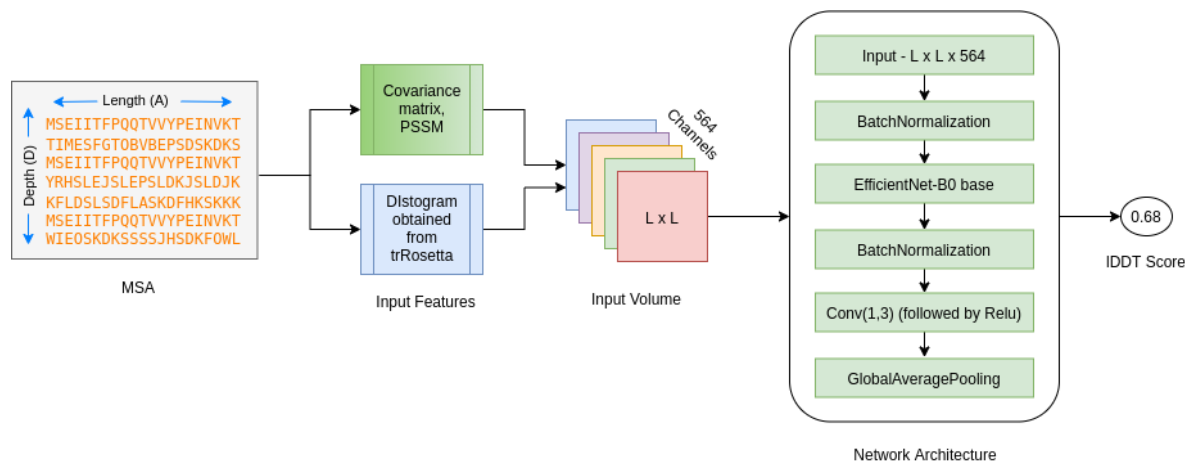 Length (A)
Depth (D)
MSEIITFPQQTVVYPEINVKT
TIMESFGTOBVBEPSDSKDKS
MSEIITFPQQTVVYPEINVKT
YRHSLEJSLEPSLDKJSLDJK
KFLDSLSDFLASKDFHKSKKK
MSEIITFPQQTVVYPEINVKT
WIEOSKDKSSSSJHSDKFOWL
MSA
Covariance
matrix,
PSSM
DIstogram
obtained
from
trRosetta
Input Features
564
Channels
L x L
Input Volume
Input - L x L x 564
BatchNormalization
EfficientNet-B0 base
BatchNormalization
Conv(1,3) (followed by Relu)
GlobalAveragePooling
Network Architecture
0.68
lDDT Score